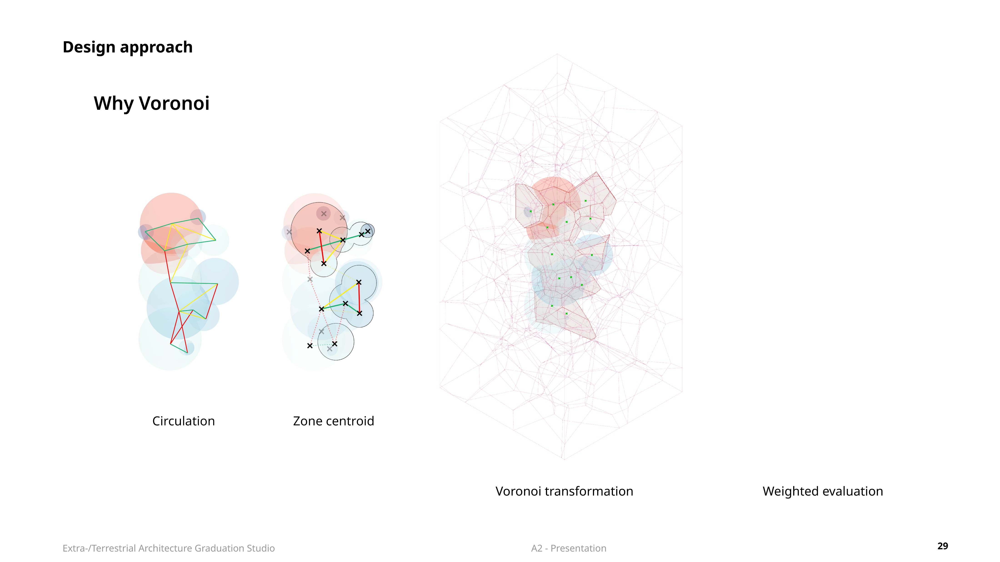 Design approach
Why Voronoi
Circulation
Zone centroid
Voronoi transformation
Weighted evaluation
Extra-/Terrestrial Architecture Graduation Studio
A2 - Presentation
29